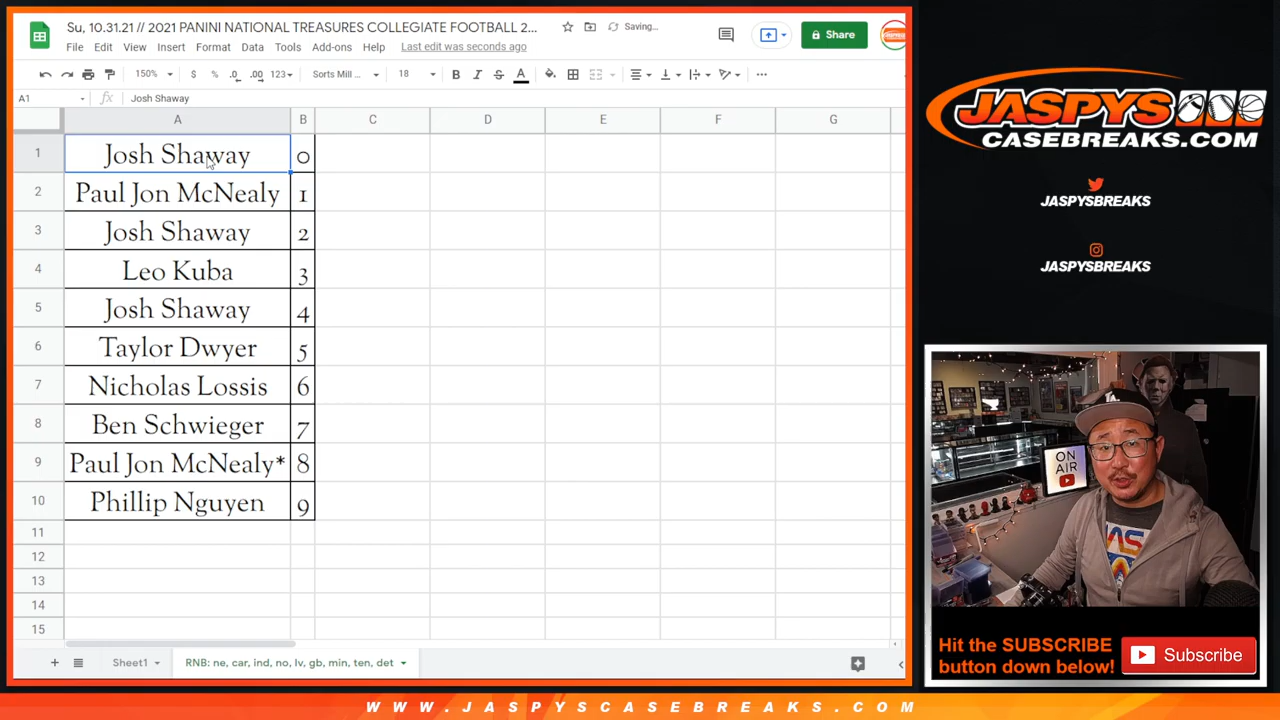 Su, 10.31.21 // 2021 PANINI NATIONAL TREASURES COLLEGIATE FOOTBALL 2...
Saving...
Share
File Edit View Insert Format Data Tools Add-ons Help Last edit was seconds ago
150% $ % .0 .00 123 Sorts Mill ... 18 B I S A
A1 fx Josh Shaway
A B C D E F G
1 Josh Shaway 0
2 Paul Jon McNealy 1
3 Josh Shaway 2
4 Leo Kuba 3
5 Josh Shaway 4
6 Taylor Dwyer 5
7 Nicholas Lossis 6
8 Ben Schwieger 7
9 Paul Jon McNealy* 8
10 Phillip Nguyen 9
11
12
13
14
15
Sheet1 RNB: ne, car, ind, no, lv, gb, min, ten, det
JASPYS
CASEBREAKS.COM
JASPYSBREAKS
JASPYSBREAKS
ON
AIR
Hit the SUBSCRIBE
button down below!
Subscribe
WWW.JASPYSCASEBREAKS.COM